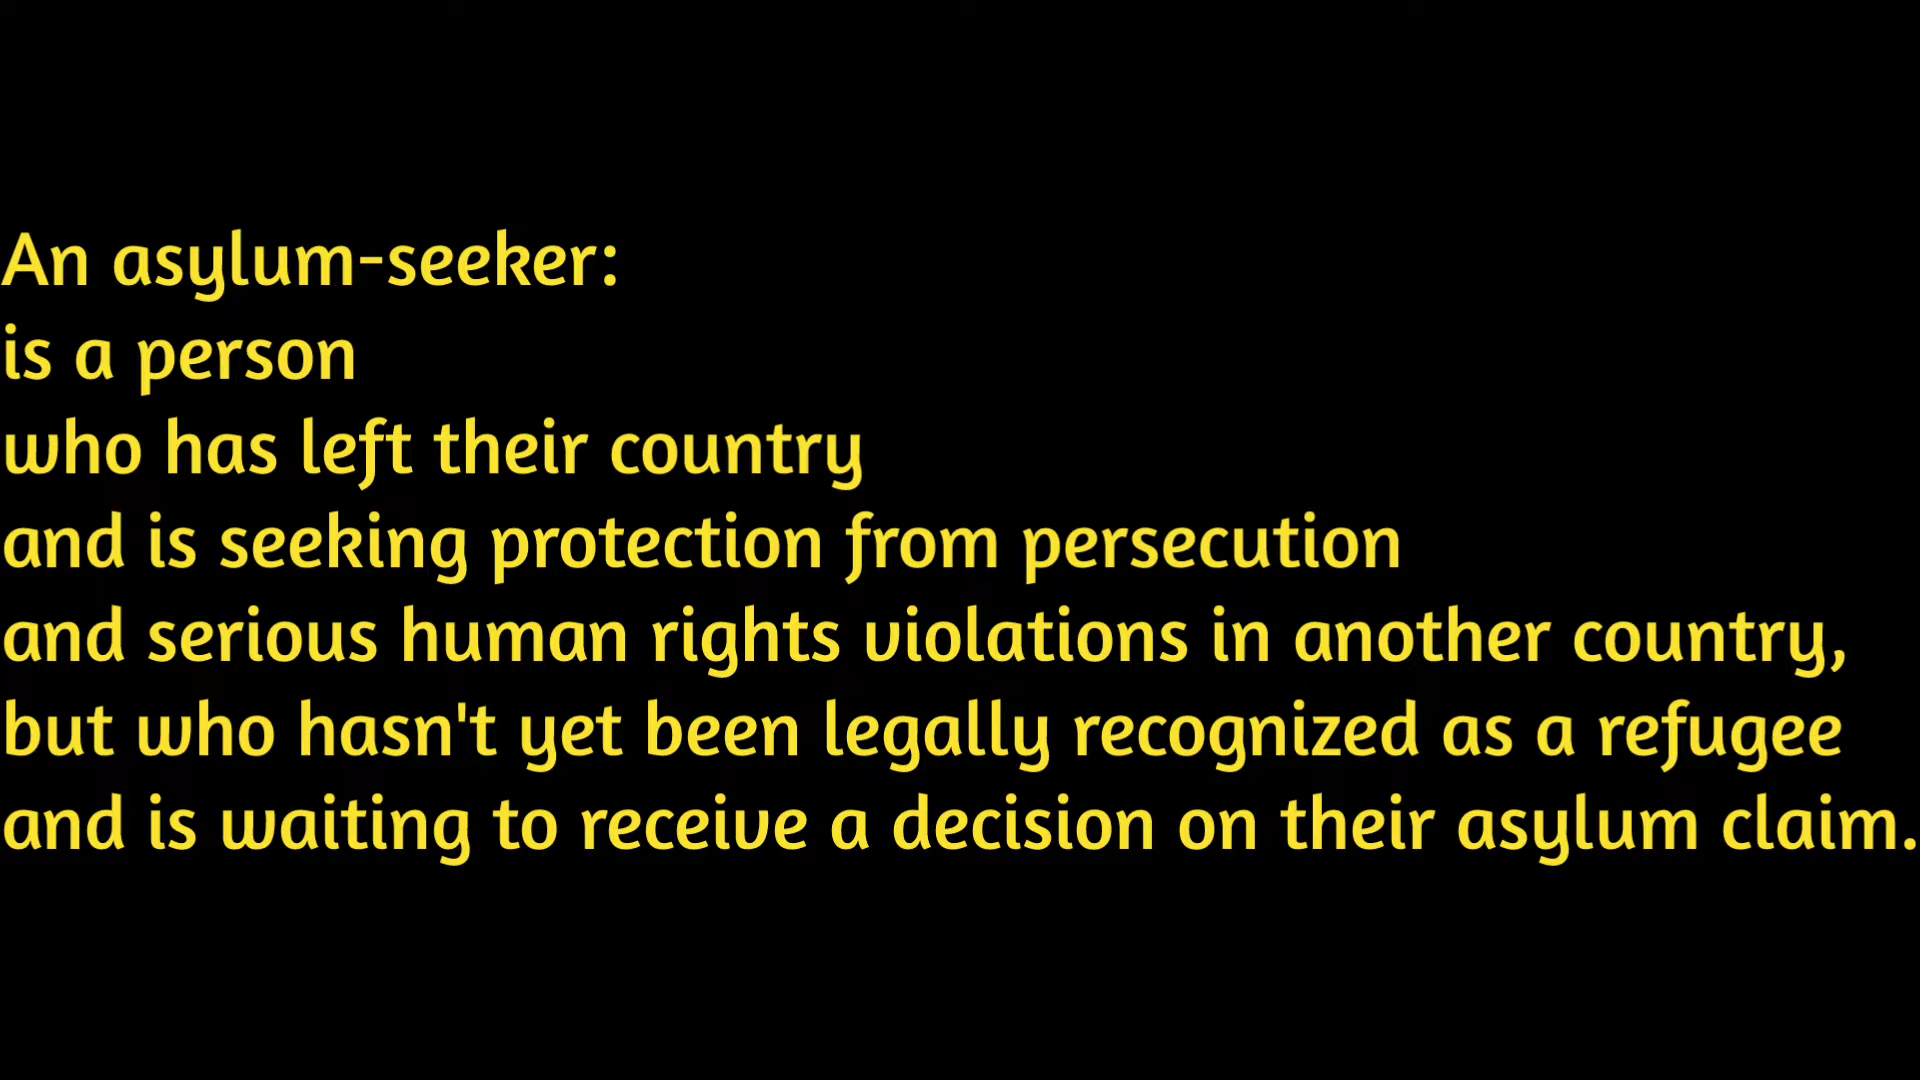 An asylum-seeker:
is a person
who has left their country
and is seeking protection from persecution
and serious human rights violations in another country,
but who hasn't yet been legally recognized as a refugee
and is waiting to receive a decision on their asylum claim.